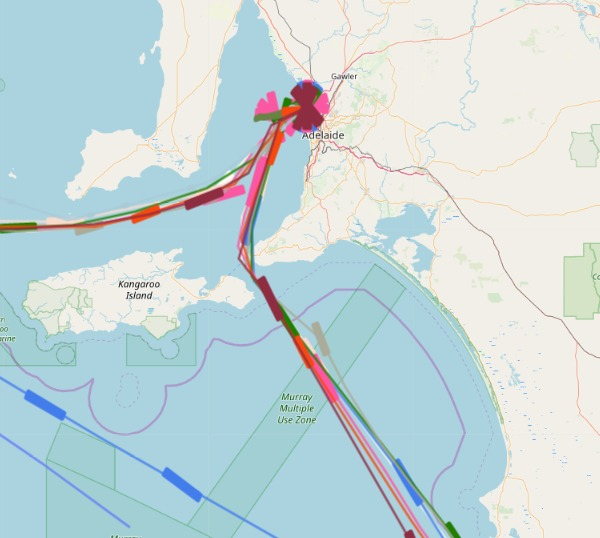 Gawler
Adelaide
Kangaroo
Island
Murray
Multiple
Use Zone